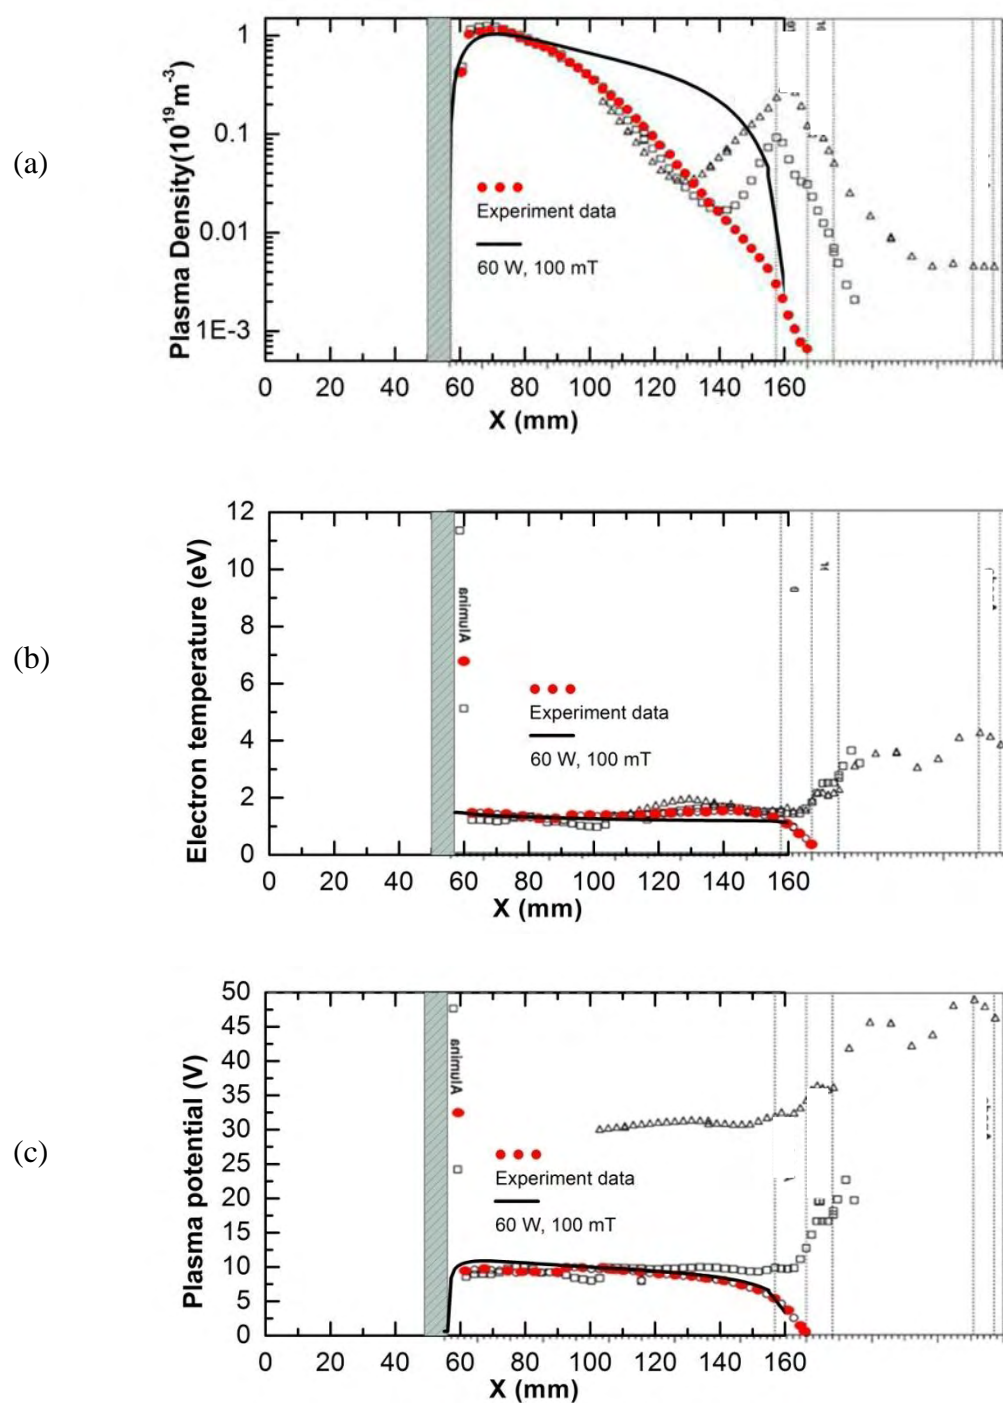 (a)
Plasma Density(10¹⁹m⁻³)
1
0.1
0.01
1E-3
Experiment data
60 W, 100 mT
0 20 40 60 80 100 120 140 160
X (mm)
(b)
Electron temperature (eV)
12
10
8
6
4
2
0
Alumina
Experiment data
60 W, 100 mT
0 20 40 60 80 100 120 140 160
X (mm)
(c)
Plasma potential (V)
50
45
40
35
30
25
20
15
10
5
0
Alumina
Experiment data
60 W, 100 mT
0 20 40 60 80 100 120 140 160
X (mm)